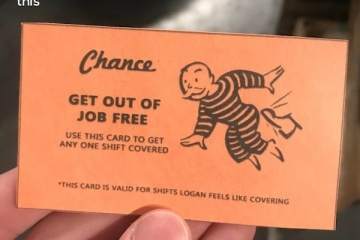 this
Chance
GET OUT OF
JOB FREE
USE THIS CARD TO GET
ANY ONE SHIFT COVERED
*THIS CARD IS VALID FOR SHIFTS LOGAN FEELS LIKE COVERING